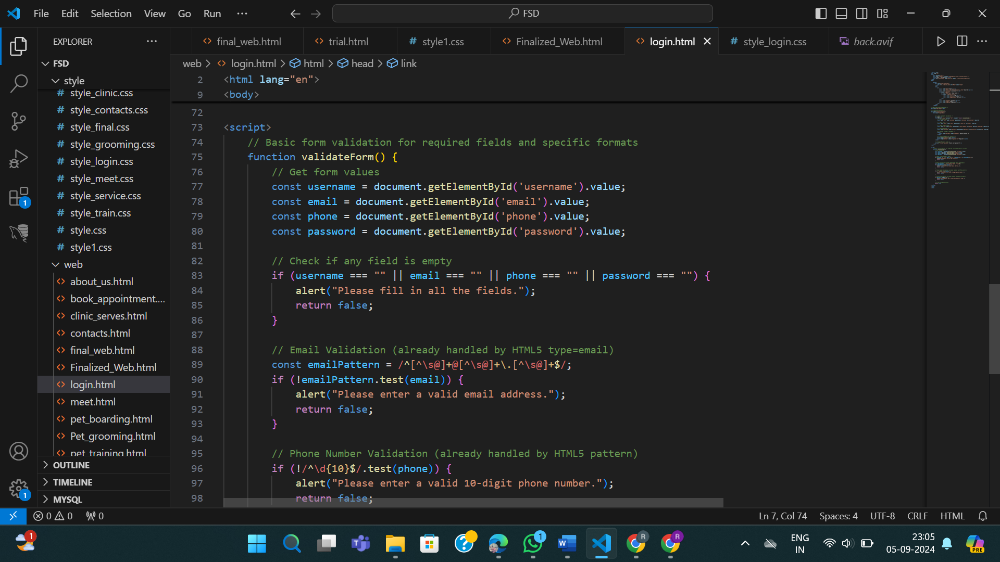 File Edit Selection View Go Run ··· FSD
EXPLORER ···
final_web.html trial.html # style1.css Finalized_Web.html login.html # style_login.css back.avif
FSD
web > login.html > html > head > link
style
# style_clinic.css
# style_contacts.css
# style_final.css
# style_grooming.css
# style_login.css
# style_meet.css
# style_service.css
# style_train.css
# style.css
# style1.css
web
about_us.html
book_appointment....
clinic_serves.html
contacts.html
final_web.html
Finalized_Web.html
login.html
meet.html
pet_boarding.html
Pet_grooming.html
pet_training.html
OUTLINE
TIMELINE
MYSQL
1
1
2 <html lang="en">
9 <body>
72
73 <script>
74 // Basic form validation for required fields and specific formats
75 function validateForm() {
76 // Get form values
77 const username = document.getElementById('username').value;
78 const email = document.getElementById('email').value;
79 const phone = document.getElementById('phone').value;
80 const password = document.getElementById('password').value;
81
82 // Check if any field is empty
83 if (username === "" || email === "" || phone === "" || password === "") {
84 alert("Please fill in all the fields.");
85 return false;
86 }
87
88 // Email Validation (already handled by HTML5 type=email)
89 const emailPattern = /^[^\s@]+@[^\s@]+\.[^\s@]+$/;
90 if (!emailPattern.test(email)) {
91 alert("Please enter a valid email address.");
92 return false;
93 }
94
95 // Phone Number Validation (already handled by HTML5 pattern)
96 if (!/^\d{10}$/.test(phone)) {
97 alert("Please enter a valid 10-digit phone number.");
98 return false;
0 0 0 Ln 7, Col 74 Spaces: 4 UTF-8 CRLF HTML
1 T 1 W R R ENG 23:05
IN 05-09-2024 PRE